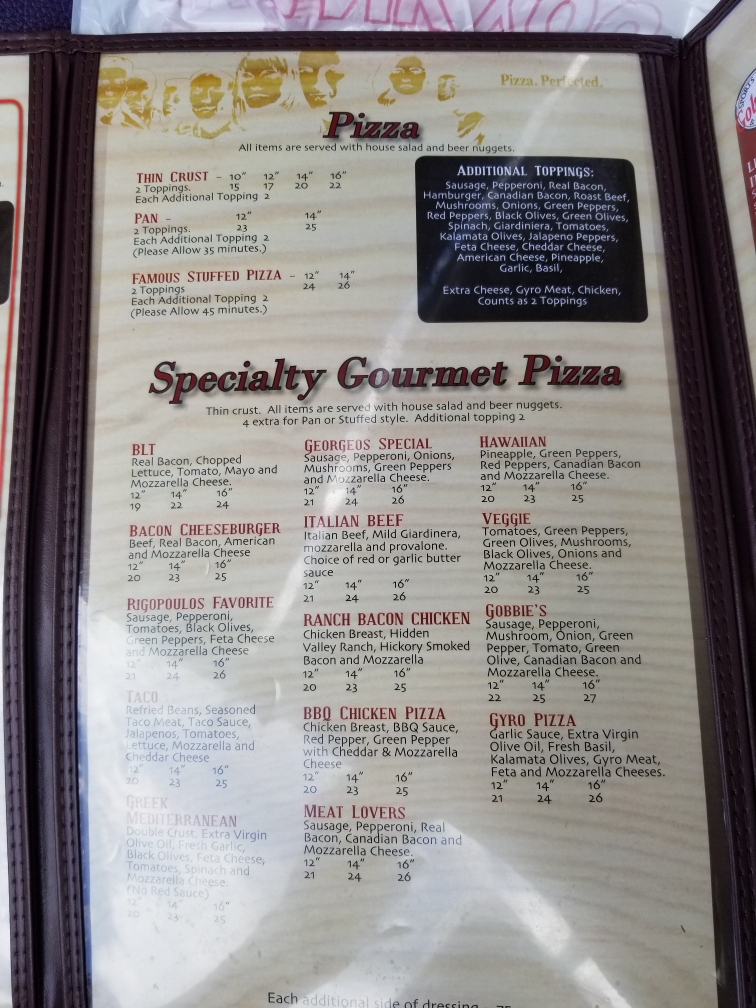 Pizza. Perfected.
Pizza
All items are served with house salad and beer nuggets.
THIN CRUST - 10" 12" 14" 16"
2 Toppings. 15 17 20 22
Each Additional Topping 2
PAN - 12" 14"
2 Toppings. 23 25
Each Additional Topping 2
(Please Allow 35 minutes.)
FAMOUS STUFFED PIZZA - 12" 14"
2 Toppings 24 26
Each Additional Topping 2
(Please Allow 45 minutes.)
ADDITIONAL TOPPINGS:
Sausage, Pepperoni, Real Bacon,
Hamburger, Canadian Bacon, Roast Beef,
Mushrooms, Onions, Green Peppers,
Red Peppers, Black Olives, Green Olives,
Spinach, Giardiniera, Tomatoes,
Kalamata Olives, Jalapeno Peppers,
Feta Cheese, Cheddar Cheese,
American Cheese, Pineapple,
Garlic, Basil,
Extra Cheese, Gyro Meat, Chicken,
Counts as 2 Toppings
Specialty Gourmet Pizza
Thin crust. All items are served with house salad and beer nuggets.
4 extra for Pan or Stuffed style. Additional topping 2
BLT
Real Bacon, Chopped
Lettuce, Tomato, Mayo and
Mozzarella Cheese.
12" 14" 16"
19 22 24
BACON CHEESEBURGER
Beef, Real Bacon, American
and Mozzarella Cheese
12" 14" 16"
20 23 25
RIGOPOULOS FAVORITE
Sausage, Pepperoni,
Tomatoes, Black Olives,
Green Peppers, Feta Cheese
and Mozzarella Cheese
12" 14" 16"
21 24 26
TACO
Refried Beans, Seasoned
Taco Meat, Taco Sauce,
Jalapenos, Tomatoes,
Lettuce, Mozzarella and
Cheddar Cheese
12" 14" 16"
20 23 25
GREEK
MEDITERRANEAN
Double Crust, Extra Virgin
Olive Oil, Fresh Garlic,
Black Olives, Feta Cheese,
Tomatoes, Spinach and
Mozzarella Cheese.
(No Red Sauce)
12" 14" 16"
20 23 25
GEORGEOS SPECIAL
Sausage, Pepperoni, Onions,
Mushrooms, Green Peppers
and Mozzarella Cheese.
12" 14" 16"
21 24 26
ITALIAN BEEF
Italian Beef, Mild Giardinera,
mozzarella and provalone.
Choice of red or garlic butter
sauce
12" 14" 16"
21 24 26
RANCH BACON CHICKEN
Chicken Breast, Hidden
Valley Ranch, Hickory Smoked
Bacon and Mozzarella
12" 14" 16"
20 23 25
BBQ CHICKEN PIZZA
Chicken Breast, BBQ Sauce,
Red Pepper, Green Pepper
with Cheddar & Mozzarella
Cheese
12" 14" 16"
20 23 25
MEAT LOVERS
Sausage, Pepperoni, Real
Bacon, Canadian Bacon and
Mozzarella Cheese.
12" 14" 16"
21 24 26
HAWAIIAN
Pineapple, Green Peppers,
Red Peppers, Canadian Bacon
and Mozzarella Cheese.
12" 14" 16"
20 23 25
VEGGIE
Tomatoes, Green Peppers,
Green Olives, Mushrooms,
Black Olives, Onions and
Mozzarella Cheese.
12" 14" 16"
20 23 25
GOBBIE'S
Sausage, Pepperoni,
Mushroom, Onion, Green
Pepper, Tomato, Green
Olive, Canadian Bacon and
Mozzarella Cheese.
12" 14" 16"
22 25 27
GYRO PIZZA
Garlic Sauce, Extra Virgin
Olive Oil, Fresh Basil,
Kalamata Olives, Gyro Meat,
Feta and Mozzarella Cheeses.
12" 14" 16"
21 24 26
Each additional side of dressing